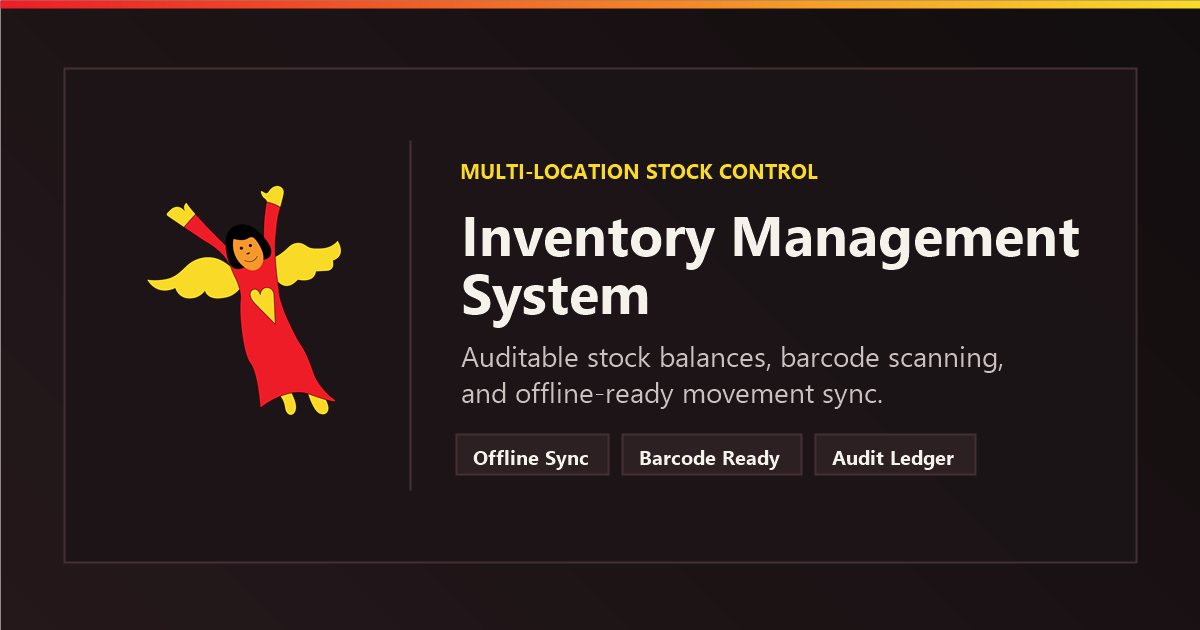 MULTI-LOCATION STOCK CONTROL
Inventory Management
System
Auditable stock balances, barcode scanning,
and offline-ready movement sync.
Offline Sync
Barcode Ready
Audit Ledger